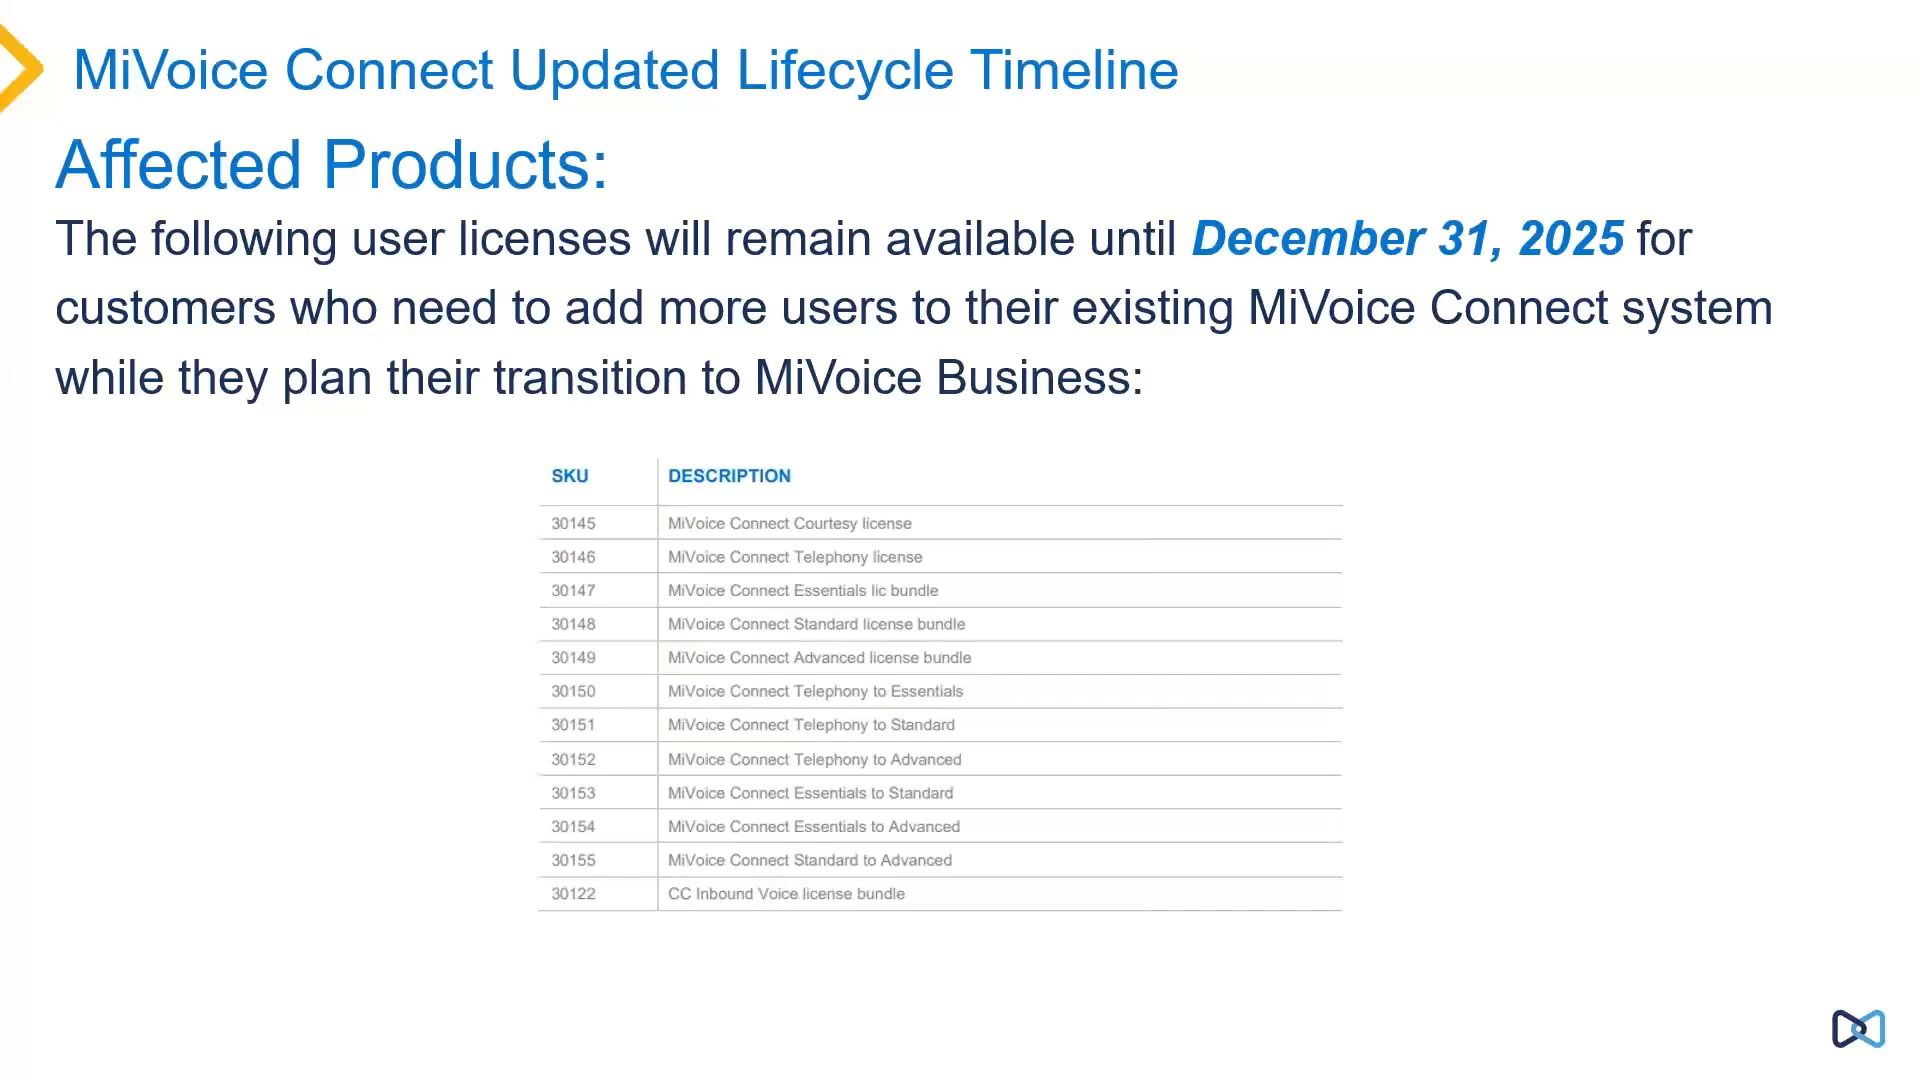 MiVoice Connect Updated Lifecycle Timeline
Affected Products:
The following user licenses will remain available until December 31, 2025 for
customers who need to add more users to their existing MiVoice Connect system
while they plan their transition to MiVoice Business:
SKU DESCRIPTION
30145 MiVoice Connect Courtesy license
30146 MiVoice Connect Telephony license
30147 MiVoice Connect Essentials lic bundle
30148 MiVoice Connect Standard license bundle
30149 MiVoice Connect Advanced license bundle
30150 MiVoice Connect Telephony to Essentials
30151 MiVoice Connect Telephony to Standard
30152 MiVoice Connect Telephony to Advanced
30153 MiVoice Connect Essentials to Standard
30154 MiVoice Connect Essentials to Advanced
30155 MiVoice Connect Standard to Advanced
30122 CC Inbound Voice license bundle